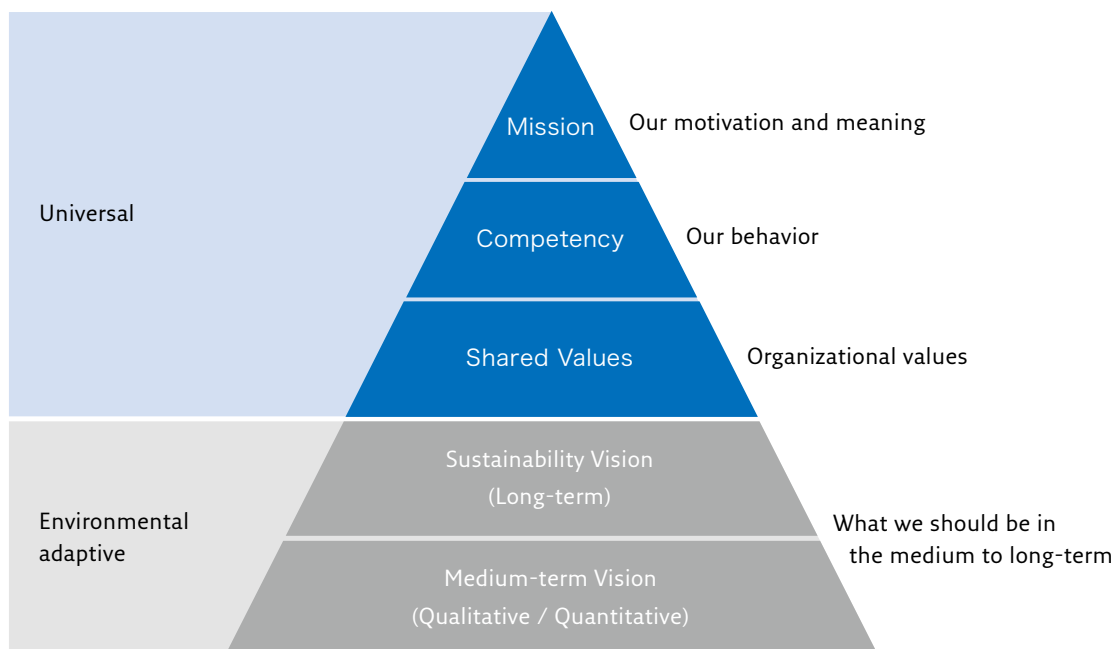 Mission
Our motivation and meaning
Universal
Competency
Our behavior
Shared Values
Organizational values
Sustainability Vision
(Long-term)
Environmental
adaptive
What we should be in
the medium to long-term
Medium-term Vision
(Qualitative / Quantitative)